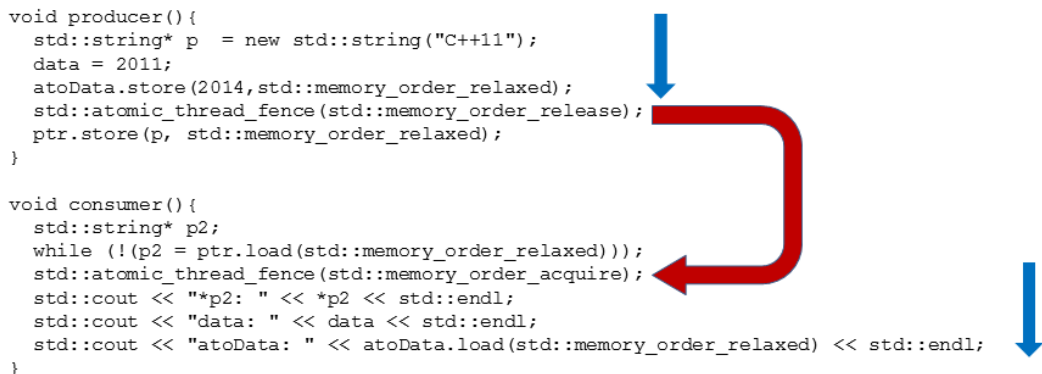 void producer(){
  std::string* p  = new std::string("C++11");
  data = 2011;
  atoData.store(2014,std::memory_order_relaxed);
  std::atomic_thread_fence(std::memory_order_release);
  ptr.store(p, std::memory_order_relaxed);
}
void consumer(){
  std::string* p2;
  while (!(p2 = ptr.load(std::memory_order_relaxed)));
  std::atomic_thread_fence(std::memory_order_acquire);
  std::cout << "*p2: " << *p2 << std::endl;
  std::cout << "data: " << data << std::endl;
  std::cout << "atoData: " << atoData.load(std::memory_order_relaxed) << std::endl;
}